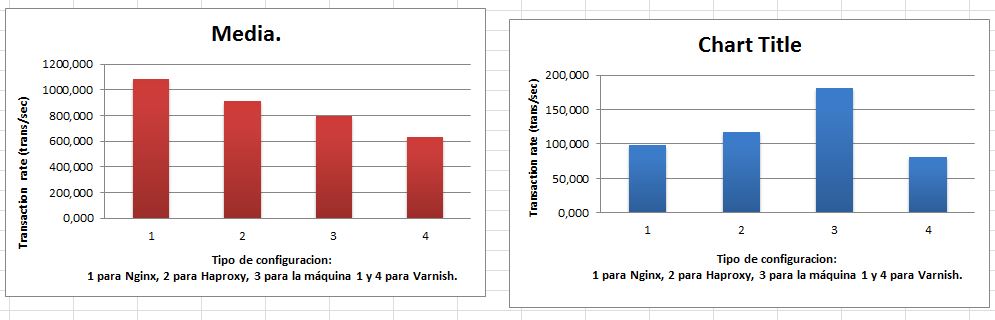 Media.
Transaction rate (trans/sec)
1200,000
1000,000
800,000
600,000
400,000
200,000
0,000
1 2 3 4
Tipo de configuracion:
1 para Nginx, 2 para Haproxy, 3 para la máquina 1 y 4 para Varnish.
Chart Title
Transaction rate (trans/sec)
200,000
150,000
100,000
50,000
0,000
1 2 3 4
Tipo de configuracion:
1 para Nginx, 2 para Haproxy, 3 para la máquina 1 y 4 para Varnish.